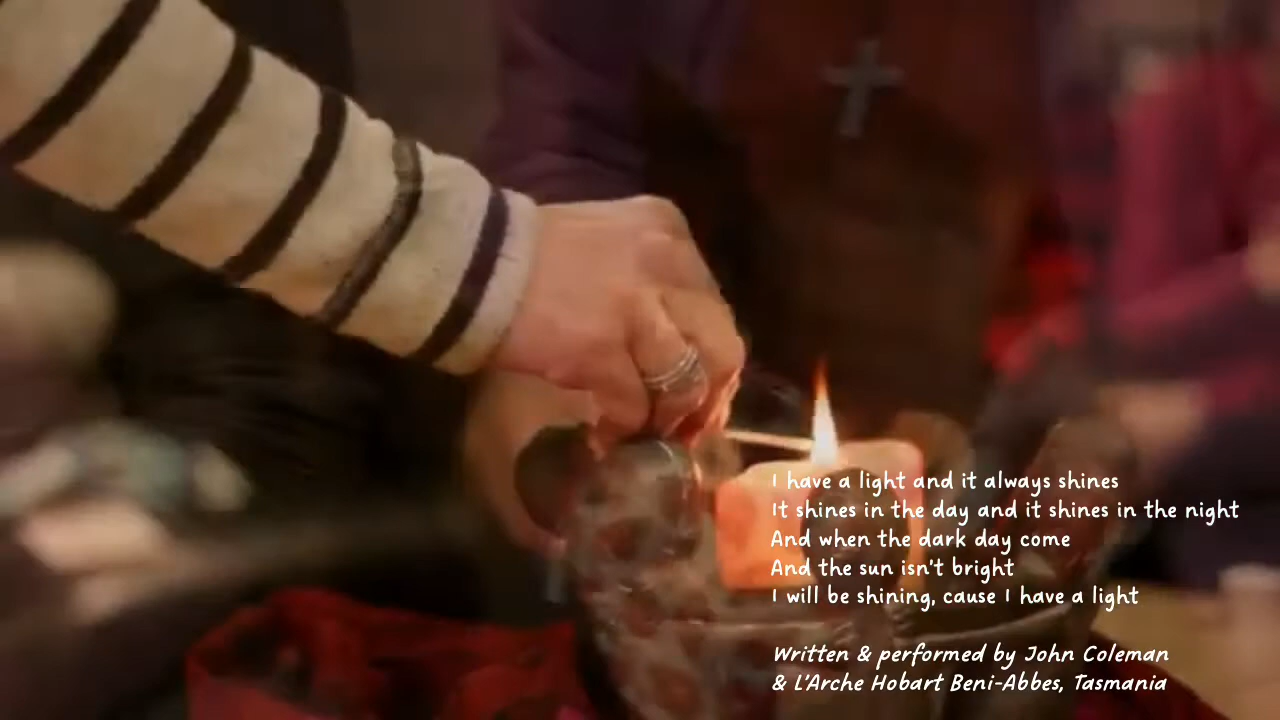 I have a light and it always shines
It shines in the day and it shines in the night
And when the dark day come
And the sun isn't bright
I will be shining, cause I have a light
Written & performed by John Coleman
& L'Arche Hobart Beni-Abbes, Tasmania